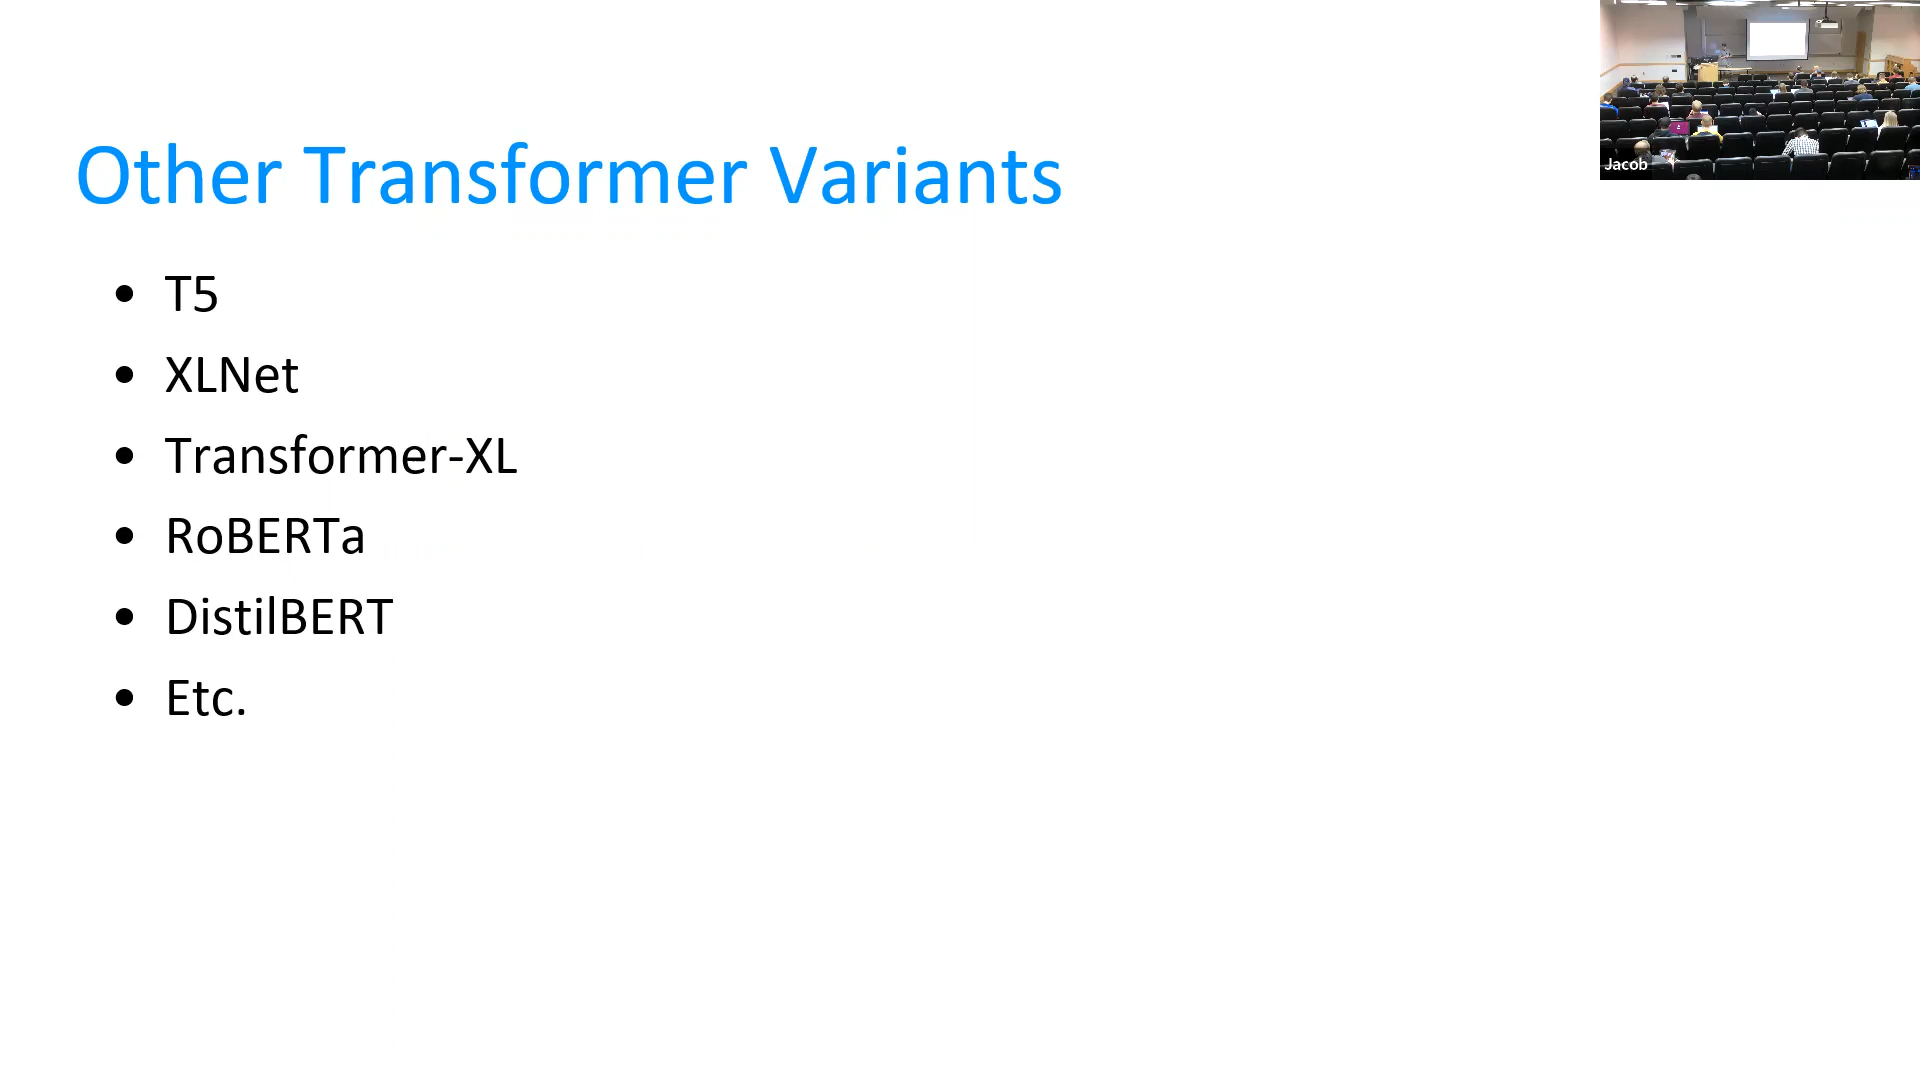 Other Transformer Variants
• T5
• XLNet
• Transformer-XL
• RoBERTa
• DistilBERT
• Etc.
Jacob